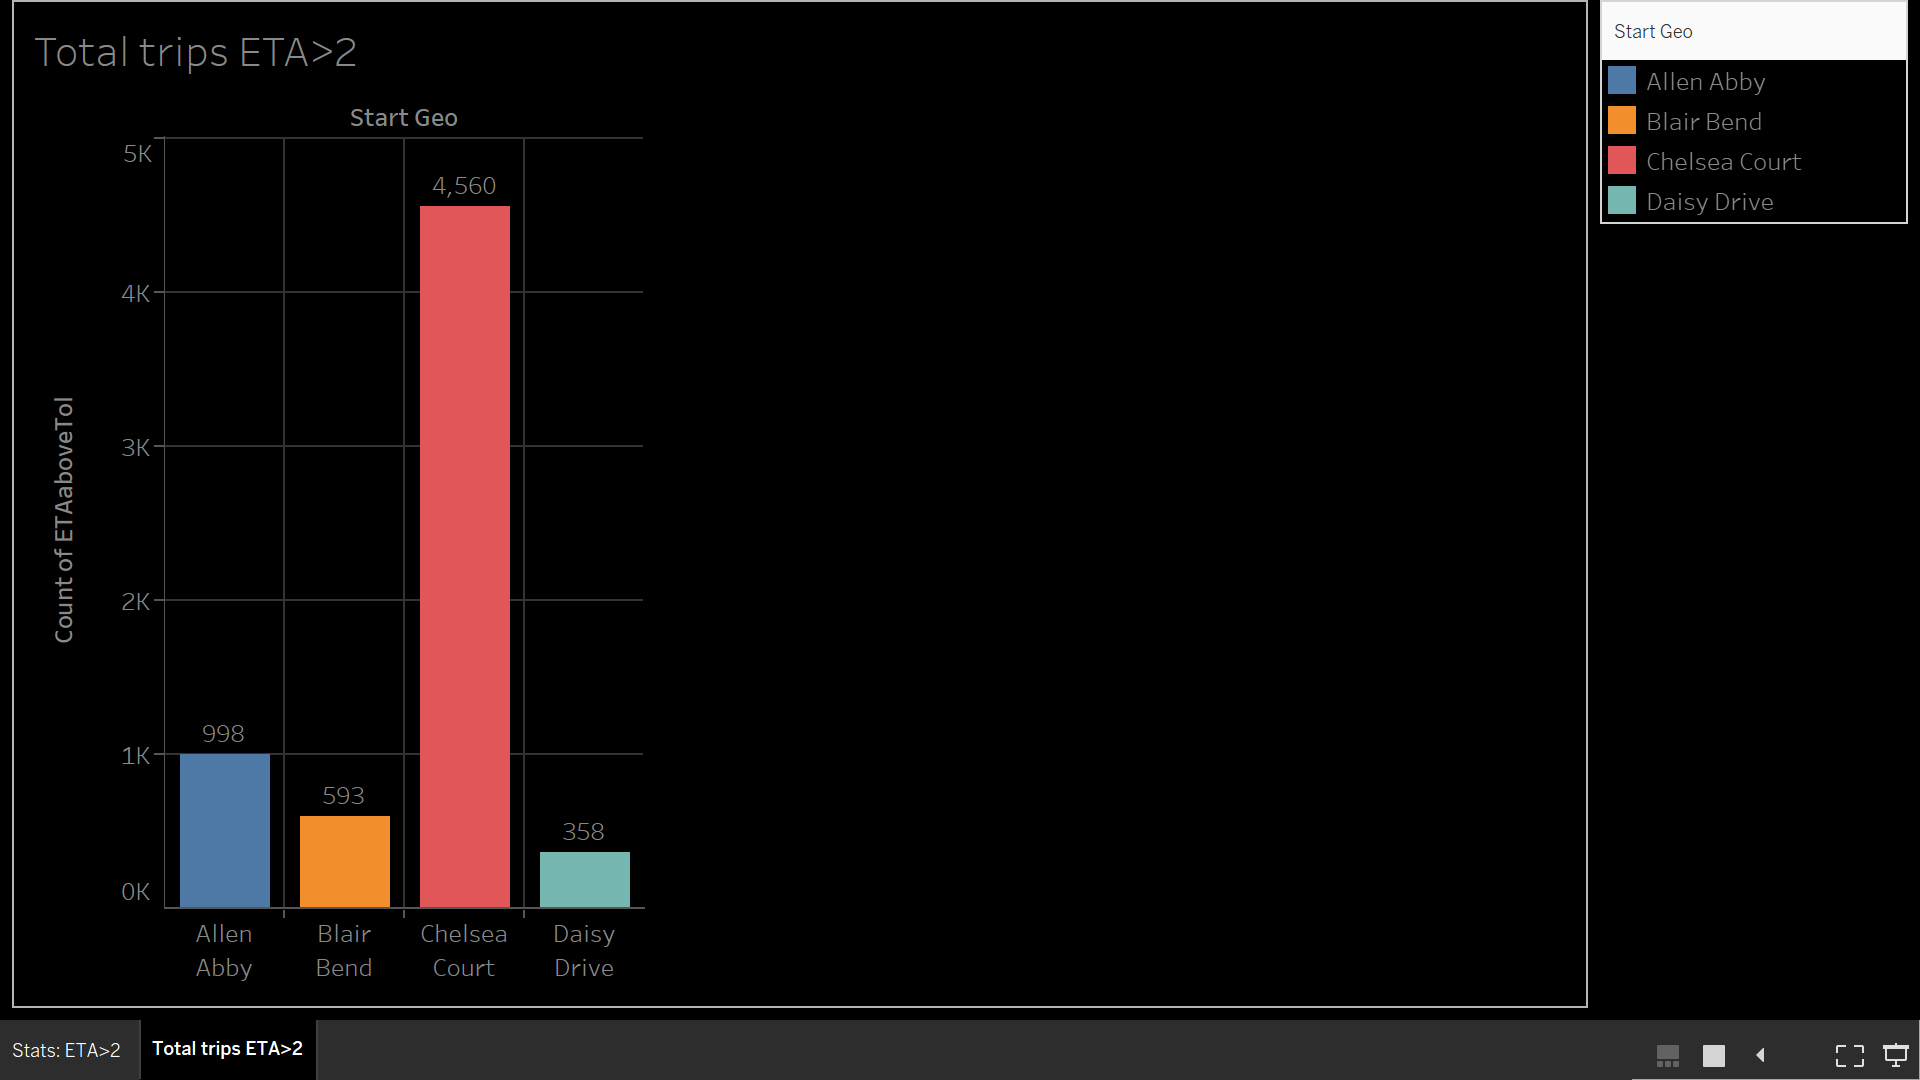 Total trips ETA>2
Start Geo
5K
4K
3K
2K
1K
0K
Count of ETAaboveTol
998
593
4,560
358
Allen
Abby
Blair
Bend
Chelsea
Court
Daisy
Drive
Start Geo
Allen Abby
Blair Bend
Chelsea Court
Daisy Drive
Stats: ETA>2
Total trips ETA>2